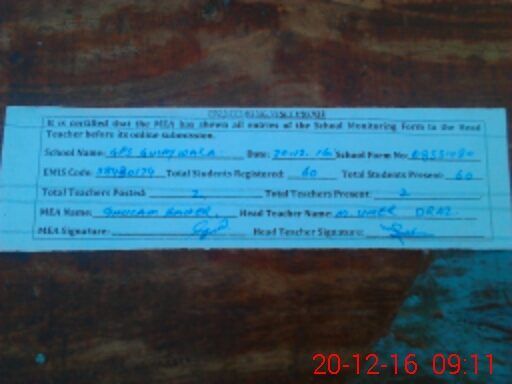 It is certified that the MEA has shown all entries of the School Monitoring Form to the Head
Teacher before its online submission.
School Name: GPS Date: 20.12.16 School Form No:
EMIS Code: Total Students Registered: 60 Total Students Present: 60
Total Teachers Posted: 2 Total Teachers Present: 2
MEA Name: GHULAM Head Teacher Name: M. UMER DRAZ.
MEA Signature: Head Teacher Signature:
20-12-16 09:11